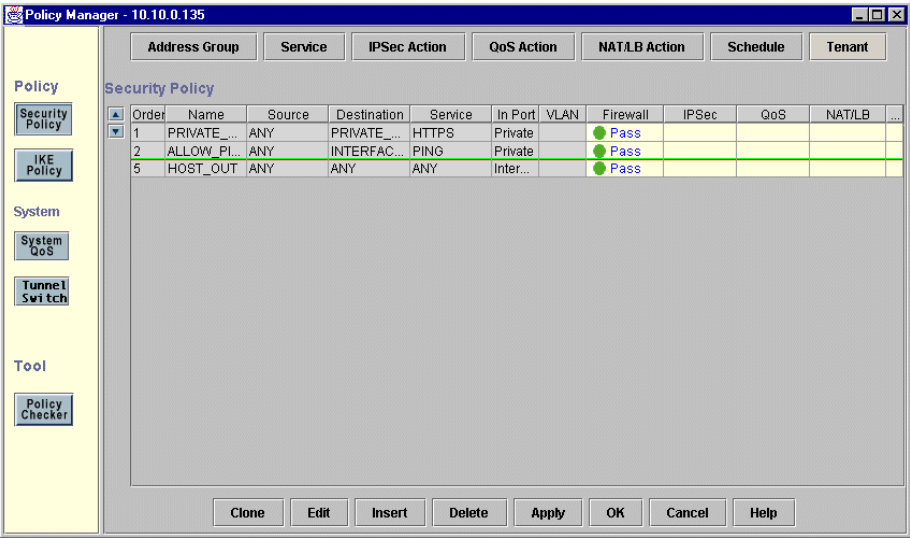 Policy Manager - 10.10.0.135
Address Group Service IPSec Action QoS Action NAT/LB Action Schedule Tenant
Policy
Security Policy
IKE Policy
System
System QoS
Tunnel Switch
Tool
Policy Checker
Security Policy
Order Name Source Destination Service In Port VLAN Firewall IPSec QoS NAT/LB ...
1 PRIVATE_... ANY PRIVATE_... HTTPS Private Pass
2 ALLOW_PI... ANY INTERFAC... PING Private Pass
5 HOST_OUT ANY ANY ANY Inter... Pass
Clone Edit Insert Delete Apply OK Cancel Help